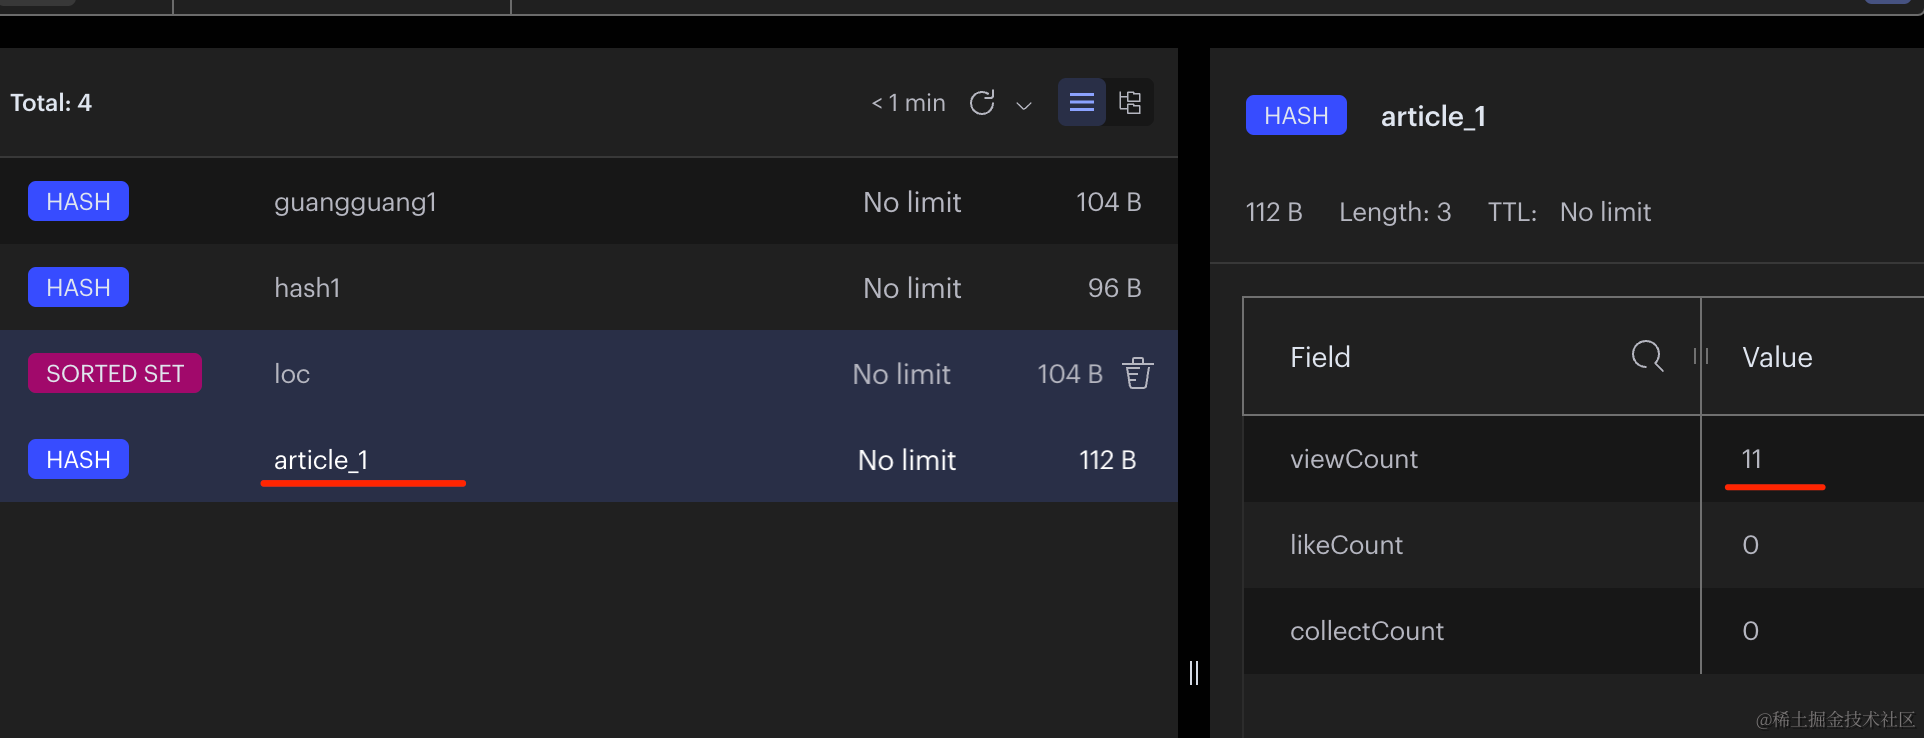 Total: 4
< 1 min
HASH guangguang1 No limit 104 B
HASH hash1 No limit 96 B
SORTED SET loc No limit 104 B
HASH article_1 No limit 112 B
HASH article_1
112 B Length: 3 TTL: No limit
Field Value
viewCount 11
likeCount 0
collectCount 0
@稀土掘金技术社区